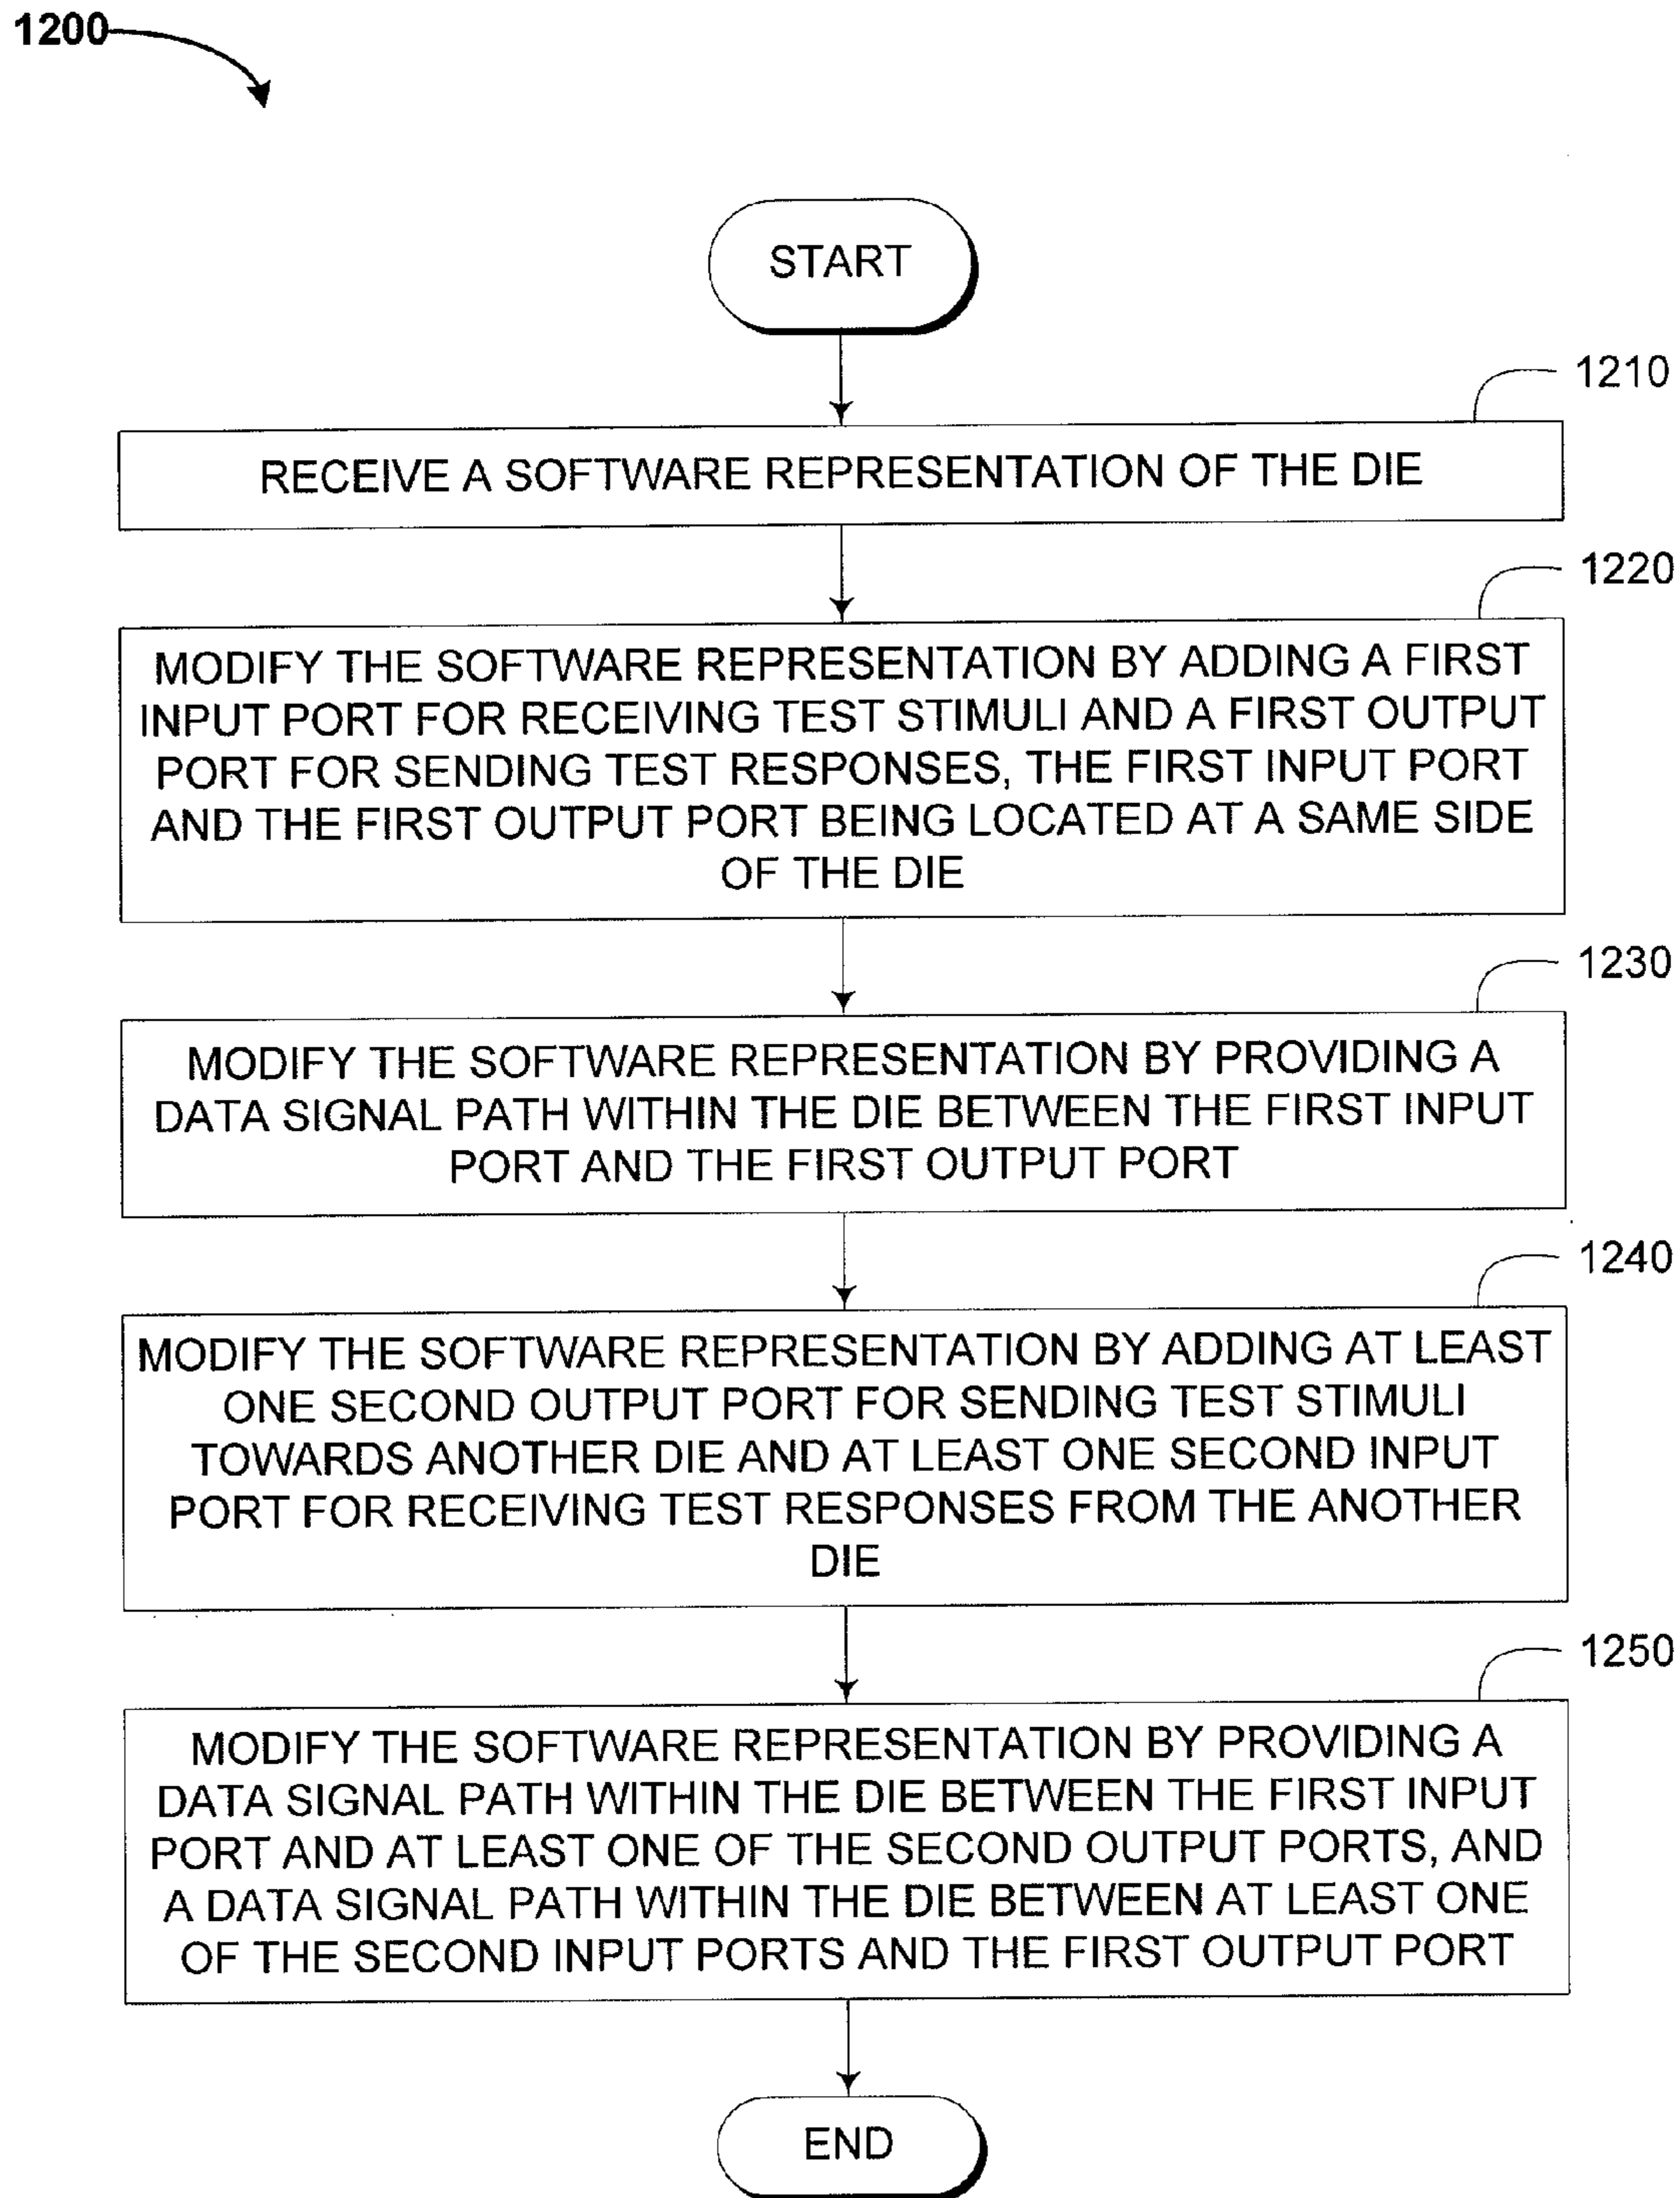 1200
START
1210
RECEIVE A SOFTWARE REPRESENTATION OF THE DIE
1220
MODIFY THE SOFTWARE REPRESENTATION BY ADDING A FIRST
INPUT PORT FOR RECEIVING TEST STIMULI AND A FIRST OUTPUT
PORT FOR SENDING TEST RESPONSES, THE FIRST INPUT PORT
AND THE FIRST OUTPUT PORT BEING LOCATED AT A SAME SIDE
OF THE DIE
1230
MODIFY THE SOFTWARE REPRESENTATION BY PROVIDING A
DATA SIGNAL PATH WITHIN THE DIE BETWEEN THE FIRST INPUT
PORT AND THE FIRST OUTPUT PORT
1240
MODIFY THE SOFTWARE REPRESENTATION BY ADDING AT LEAST
ONE SECOND OUTPUT PORT FOR SENDING TEST STIMULI
TOWARDS ANOTHER DIE AND AT LEAST ONE SECOND INPUT
PORT FOR RECEIVING TEST RESPONSES FROM THE ANOTHER
DIE
1250
MODIFY THE SOFTWARE REPRESENTATION BY PROVIDING A
DATA SIGNAL PATH WITHIN THE DIE BETWEEN THE FIRST INPUT
PORT AND AT LEAST ONE OF THE SECOND OUTPUT PORTS, AND
A DATA SIGNAL PATH WITHIN THE DIE BETWEEN AT LEAST ONE
OF THE SECOND INPUT PORTS AND THE FIRST OUTPUT PORT
END